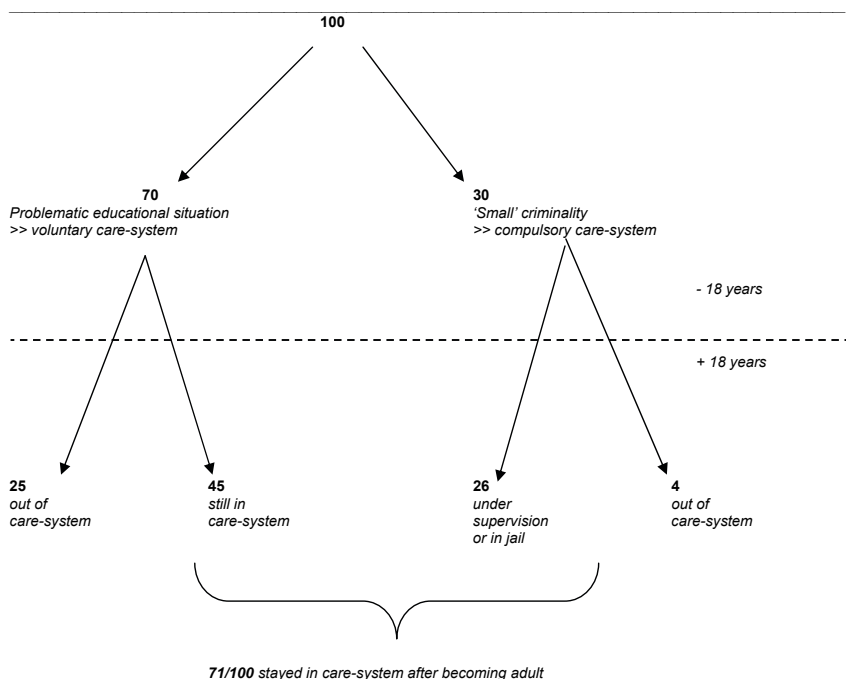 100
70
Problematic educational situation
>> voluntary care-system
30
‘Small’ criminality
>> compulsory care-system
- 18 years
+ 18 years
25
out of
care-system
45
still in
care-system
26
under
supervision
or in jail
4
out of
care-system
71/100 stayed in care-system after becoming adult